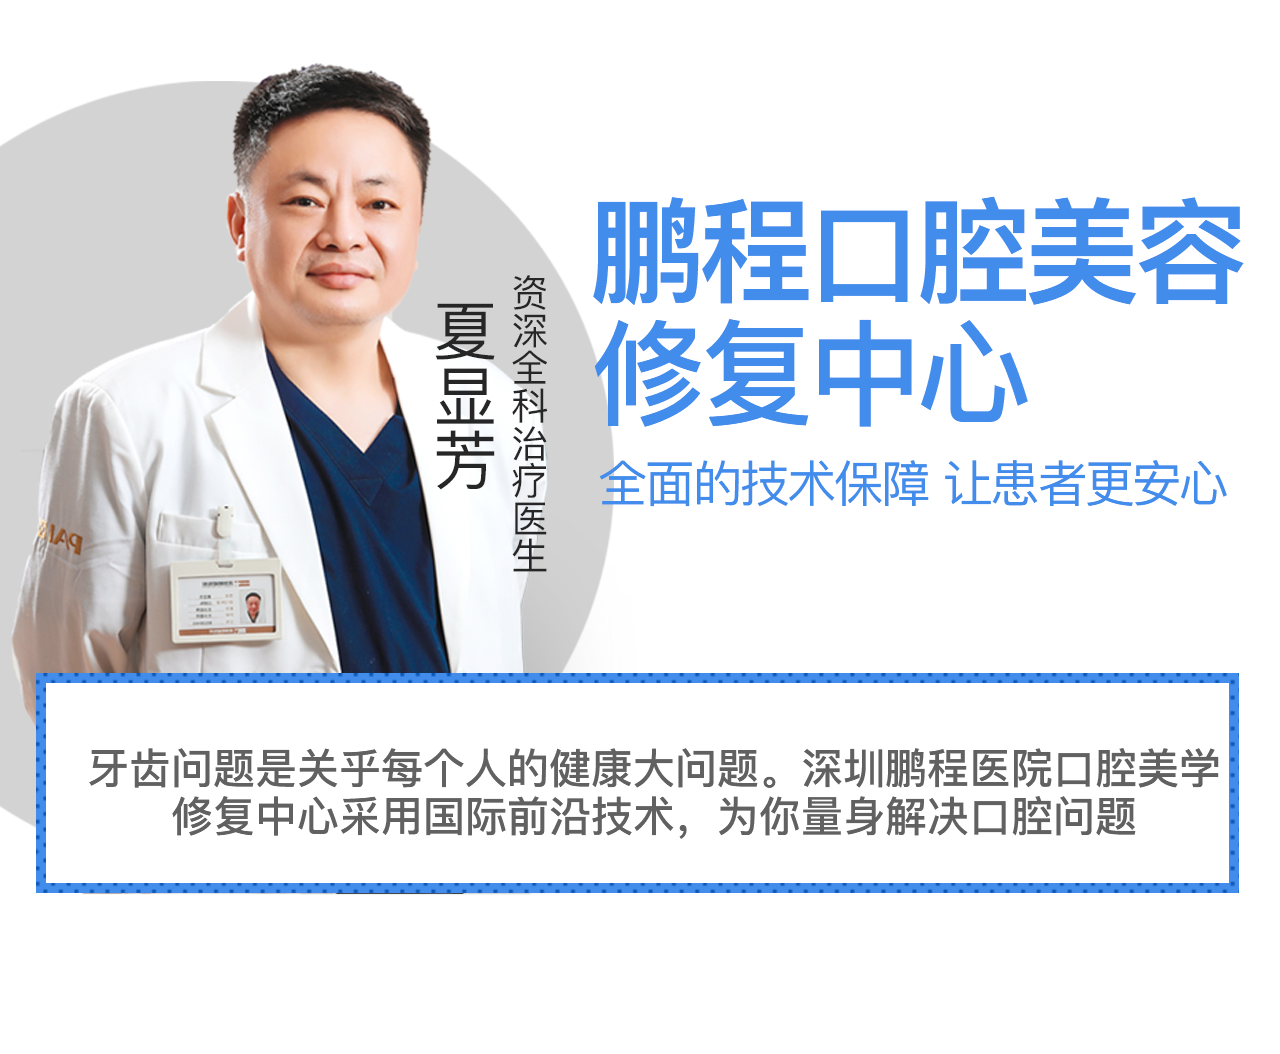 鹏程口腔美容
修复中心
全面的技术保障 让患者更安心
资深全科治疗医生
夏显芳
牙齿问题是关乎每个人的健康大问题。深圳鹏程医院口腔美学
修复中心采用国际前沿技术，为你量身解决口腔问题